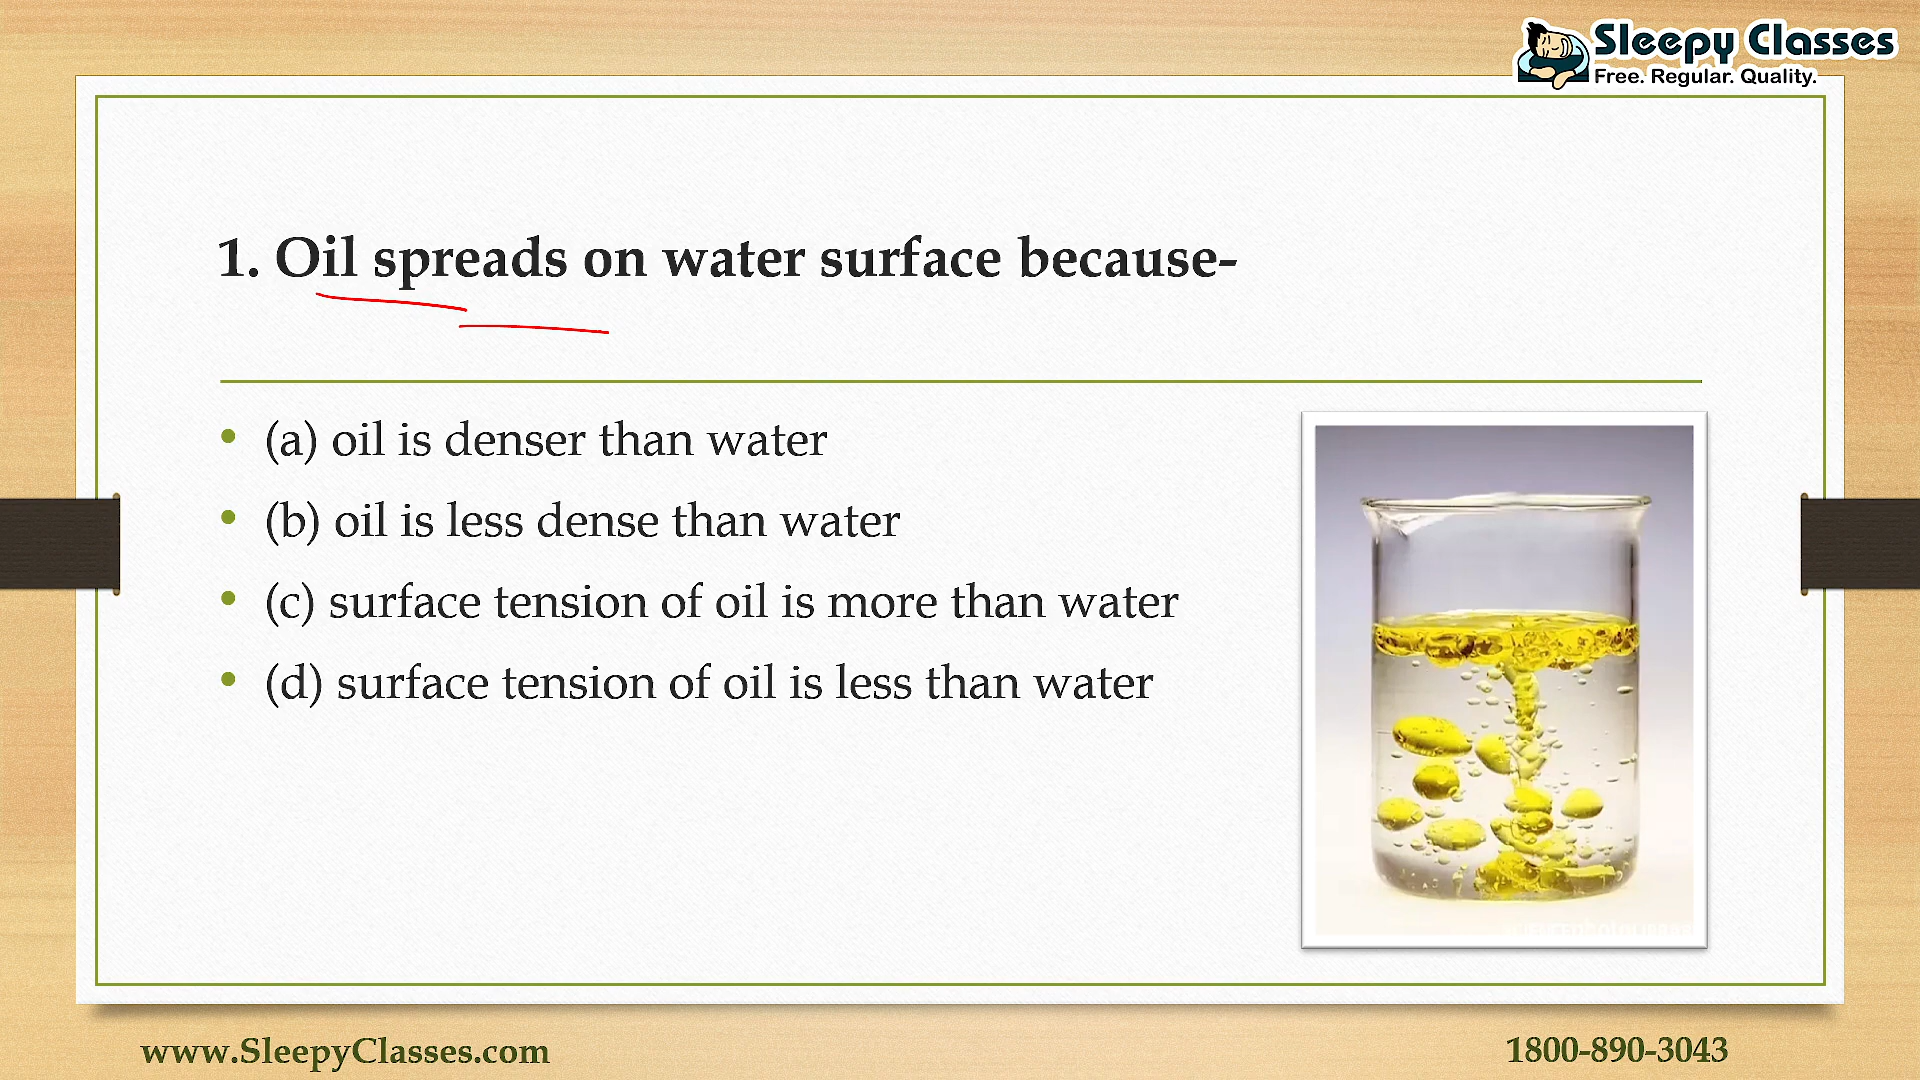 Sleepy Classes
Free. Regular. Quality.
1. Oil spreads on water surface because-
• (a) oil is denser than water
• (b) oil is less dense than water
• (c) surface tension of oil is more than water
• (d) surface tension of oil is less than water
www.SleepyClasses.com
1800-890-3043